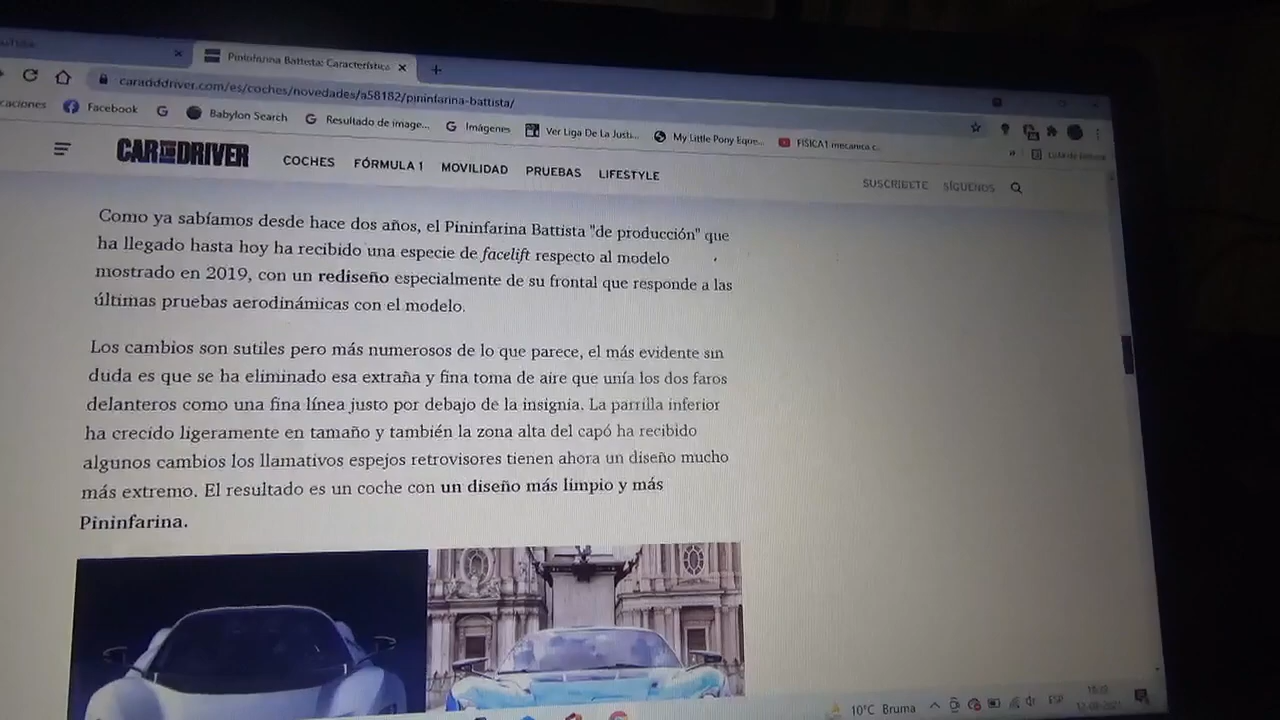 Pininfarina Battista: Característica
caranddriver.com/es/coches/novedades/a58182/pininfarina-battista/
caciones Facebook Babylon Search Resultado de image... Imágenes Ver Liga De La Justi... My Little Pony Eque... FISICA1 mecanica c...
CAR AND DRIVER COCHES FÓRMULA 1 MOVILIDAD PRUEBAS LIFESTYLE SUSCRIBETE SÍGUENOS
Como ya sabíamos desde hace dos años, el Pininfarina Battista "de producción" que
ha llegado hasta hoy ha recibido una especie de facelift respecto al modelo
mostrado en 2019, con un rediseño especialmente de su frontal que responde a las
últimas pruebas aerodinámicas con el modelo.
Los cambios son sutiles pero más numerosos de lo que parece, el más evidente sin
duda es que se ha eliminado esa extraña y fina toma de aire que unía los dos faros
delanteros como una fina línea justo por debajo de la insignia. La parrilla inferior
ha crecido ligeramente en tamaño y también la zona alta del capó ha recibido
algunos cambios los llamativos espejos retrovisores tienen ahora un diseño mucho
más extremo. El resultado es un coche con un diseño más limpio y más
Pininfarina.
10°C Bruma ESP